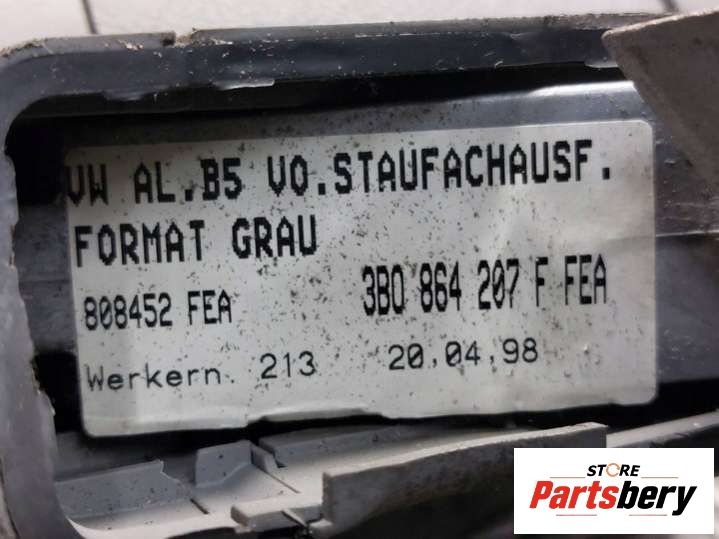 VW AL.B5 VO.STAUFACHAUSF.
FORMAT GRAU
808452 FEA 3B0 864 207 F FEA
Werkern. 213 20.04.98
STORE
Partsbery